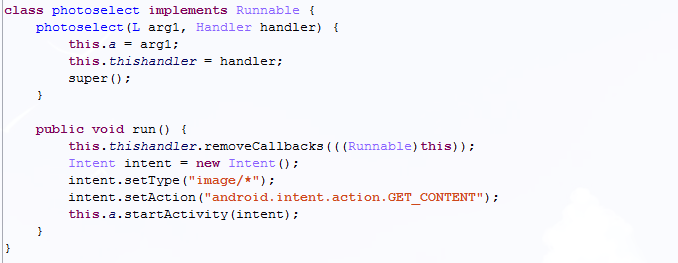 class photoselect implements Runnable {
    photoselect(L arg1, Handler handler) {
        this.a = arg1;
        this.thishandler = handler;
        super();
    }

    public void run() {
        this.thishandler.removeCallbacks(((Runnable)this));
        Intent intent = new Intent();
        intent.setType("image/*");
        intent.setAction("android.intent.action.GET_CONTENT");
        this.a.startActivity(intent);
    }
}